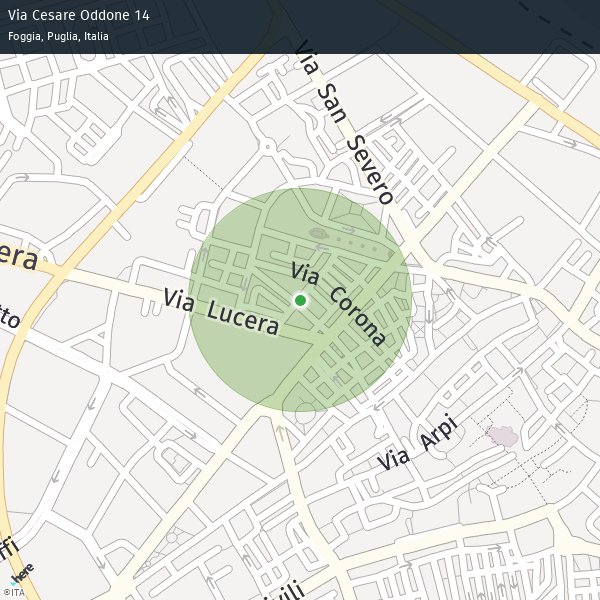 Via Cesare Oddone 14
Foggia, Puglia, Italia
Via San Severo
era
Via Corona
Via Lucera
tto
Via Arpi
ffi
here
vili
©ITA